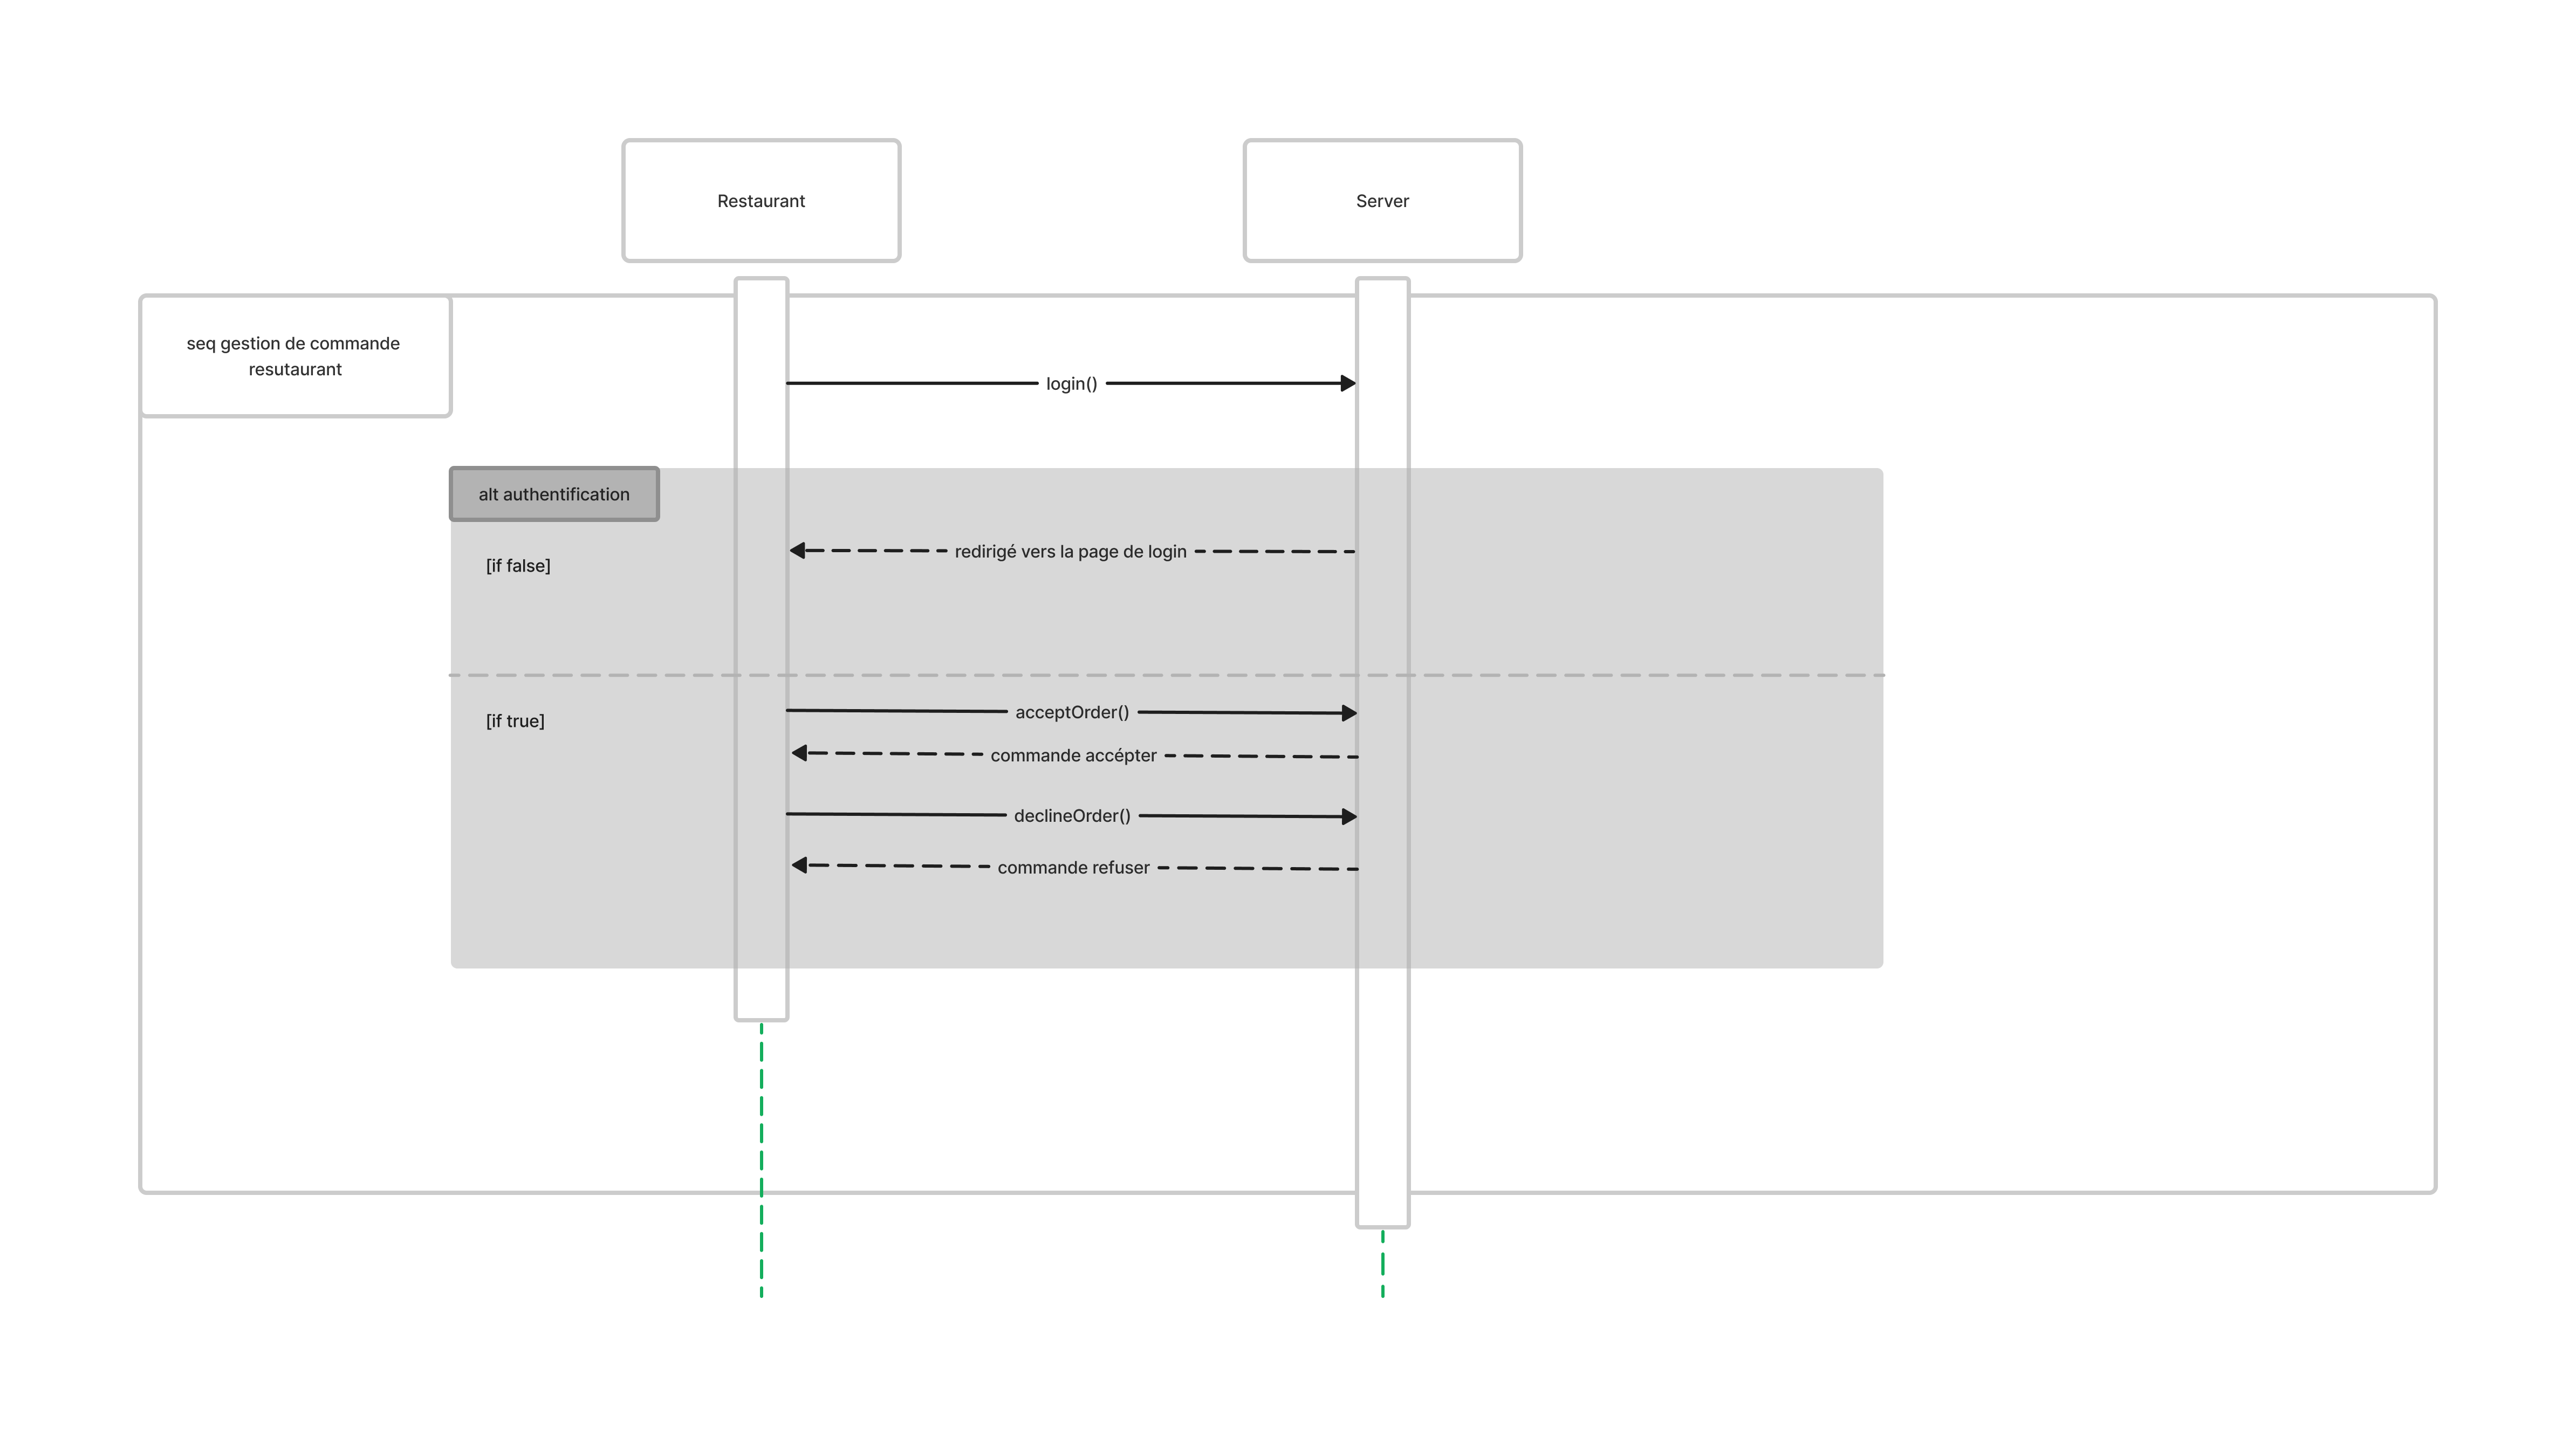 Restaurant
Server
seq gestion de commande
resutaurant
login()
alt authentification
redirigé vers la page de login
[if false]
acceptOrder()
[if true]
commande accépter
declineOrder()
commande refuser